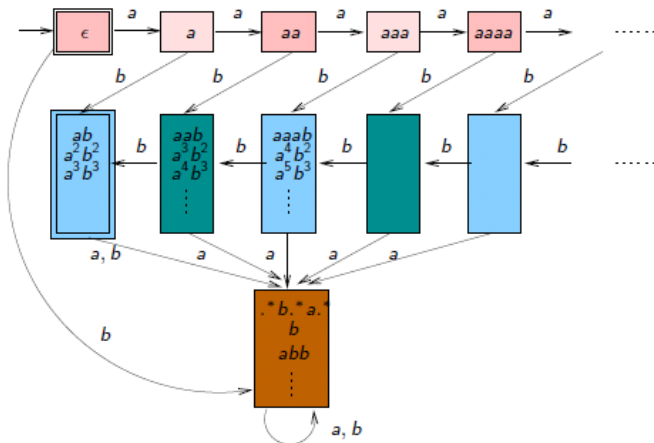 a a a a a
ϵ a aa aaa aaaa ........
b b b b b
ab aab aaab
a²b² a³b² a⁴b²
a³b³ a⁴b³ a⁵b³
b b b b b
a, b a a a a
.*b.*a.*
b
abb
b
a, b